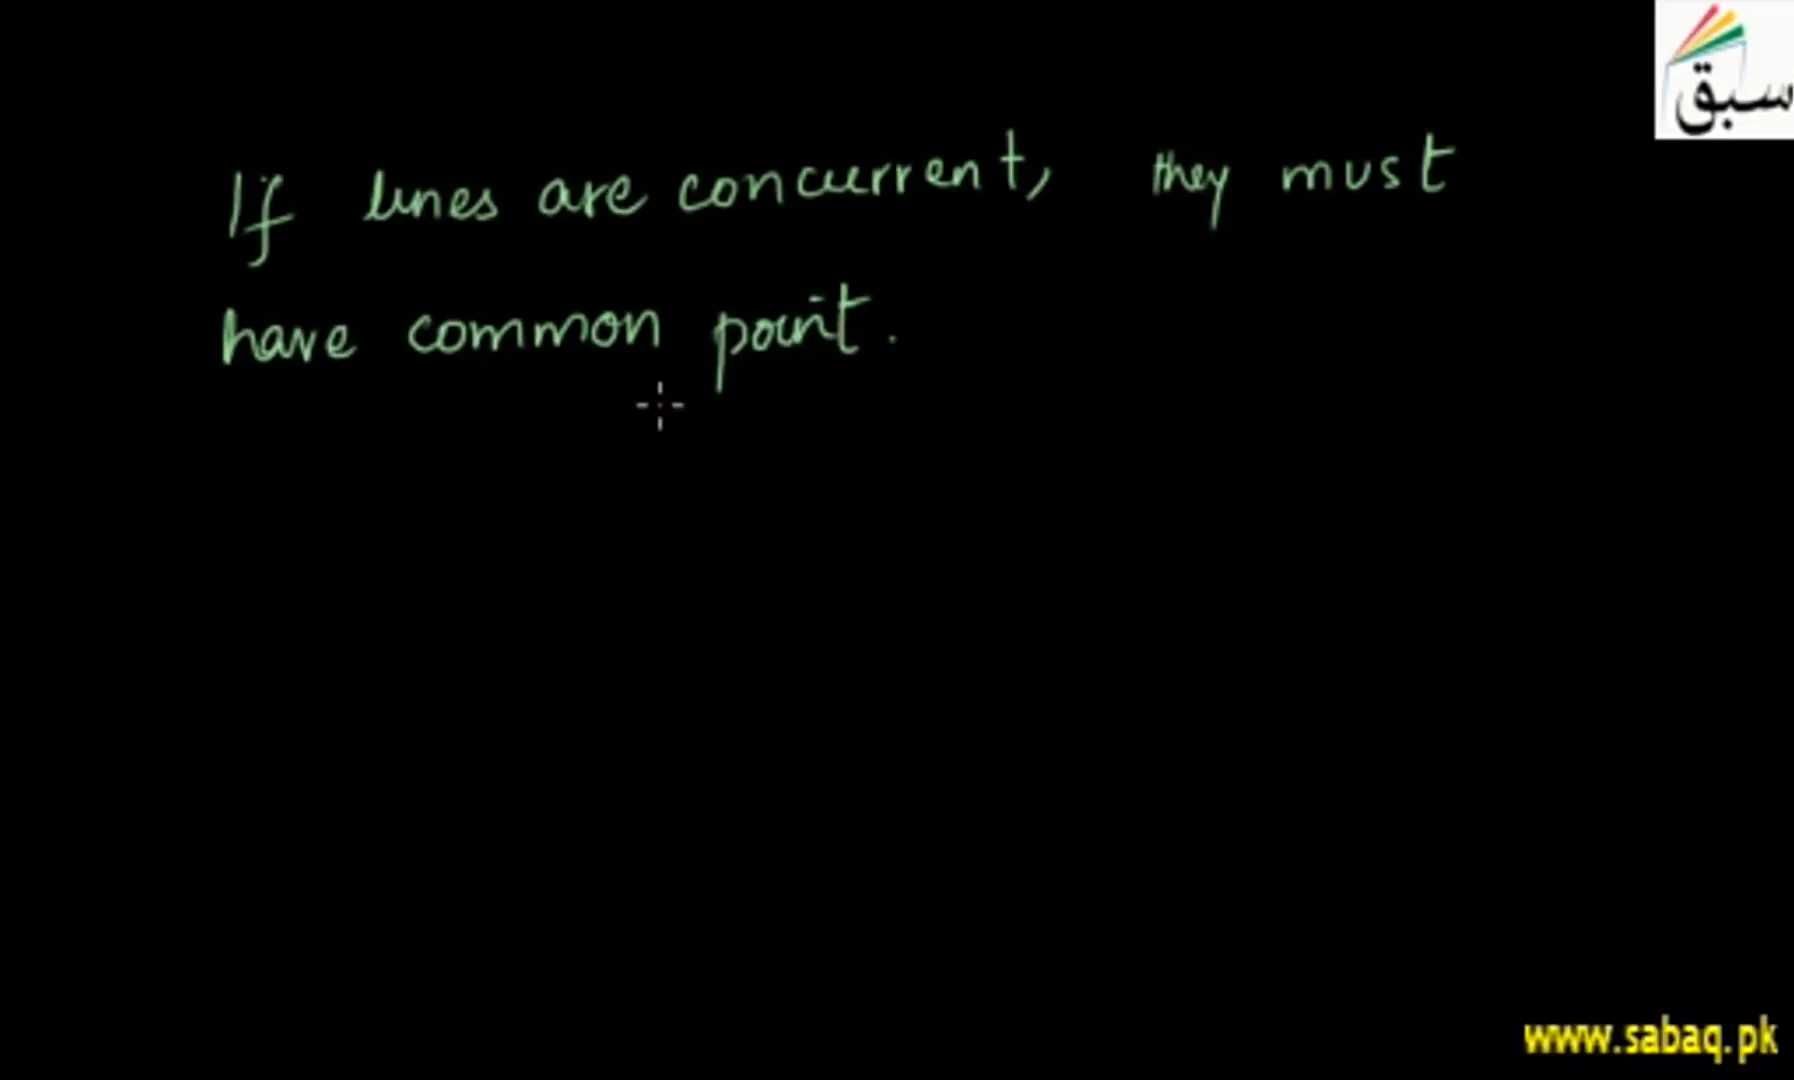 سبق
If lines are concurrent, they must
have common point.
www.sabaq.pk